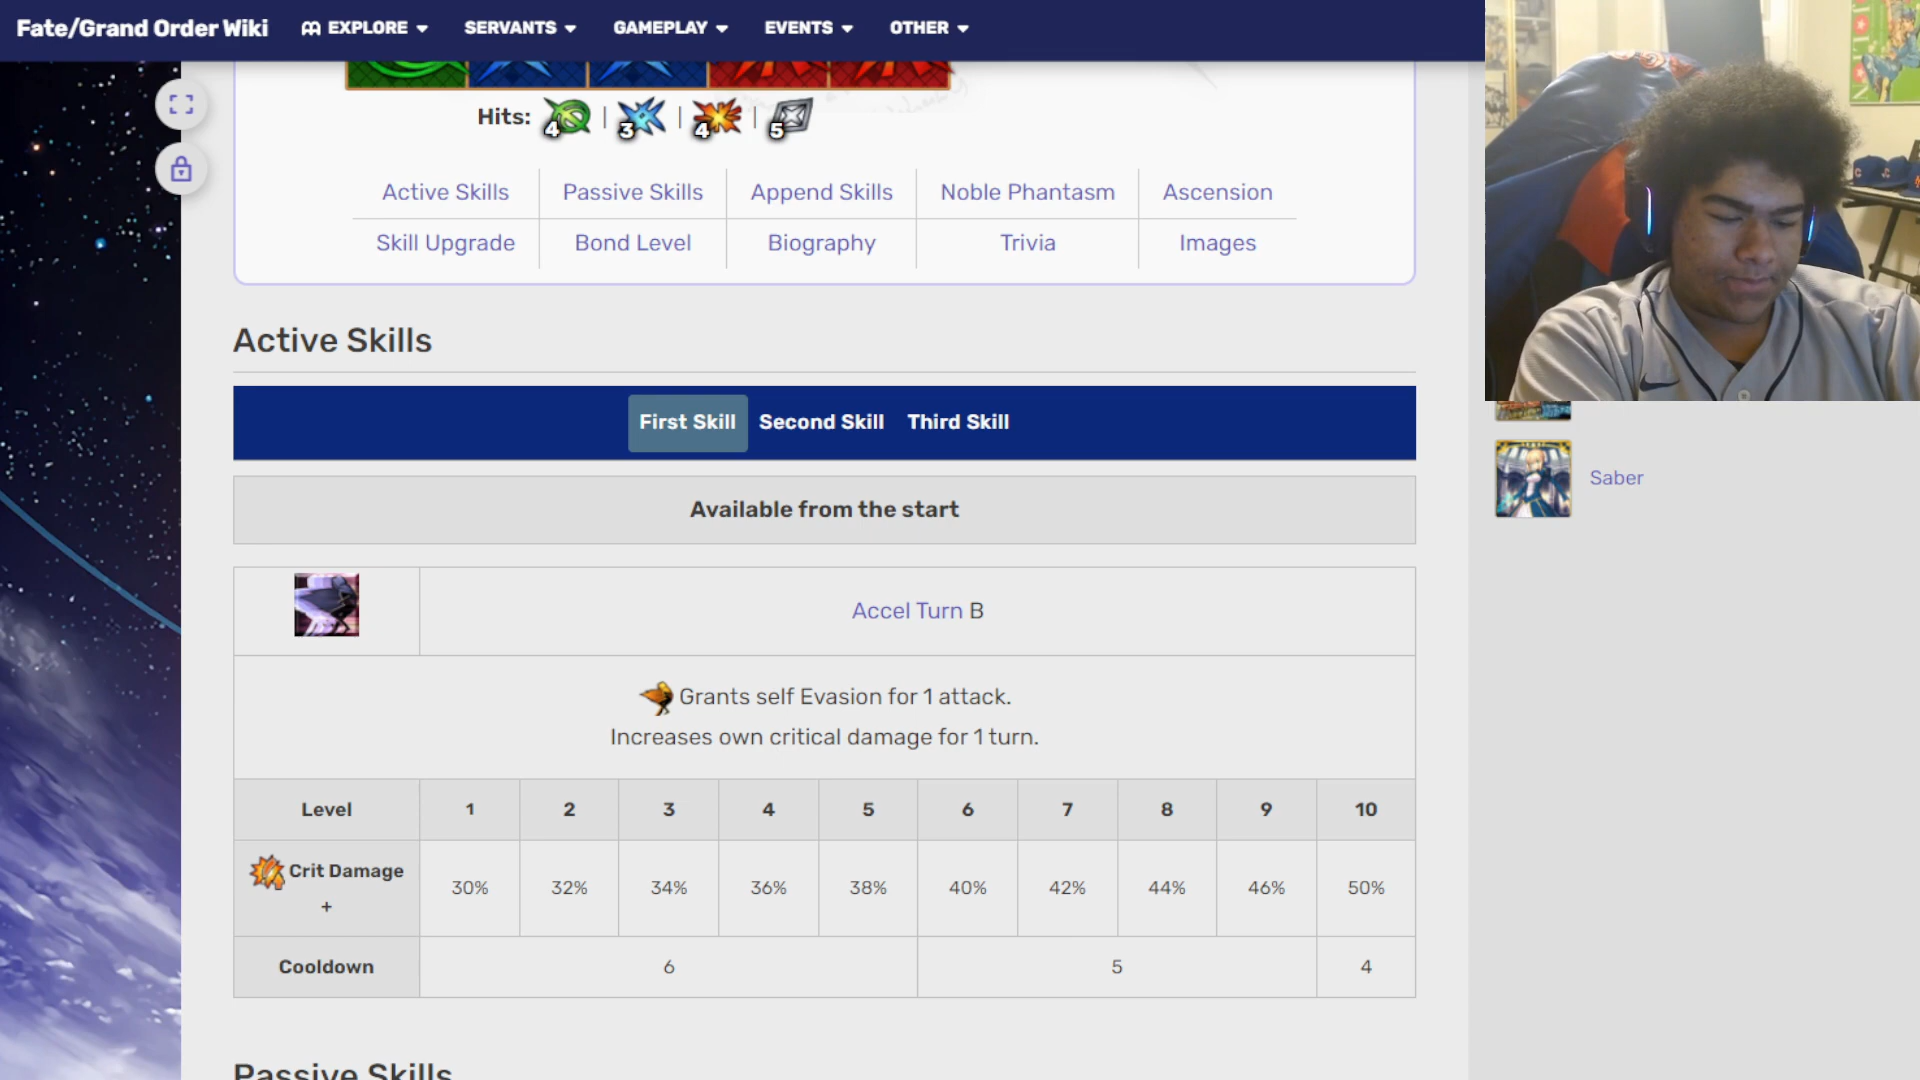 Fate/Grand Order Wiki EXPLORE SERVANTS GAMEPLAY EVENTS OTHER
Hits: 4 | 3 | 4 | 5
Active Skills Passive Skills Append Skills Noble Phantasm Ascension
Skill Upgrade Bond Level Biography Trivia Images
Active Skills
First Skill Second Skill Third Skill
Saber
Available from the start
Accel Turn B
Grants self Evasion for 1 attack.
Increases own critical damage for 1 turn.
Level 1 2 3 4 5 6 7 8 9 10
Crit Damage
+
30% 32% 34% 36% 38% 40% 42% 44% 46% 50%
Cooldown 6 5 4
Passive Skills